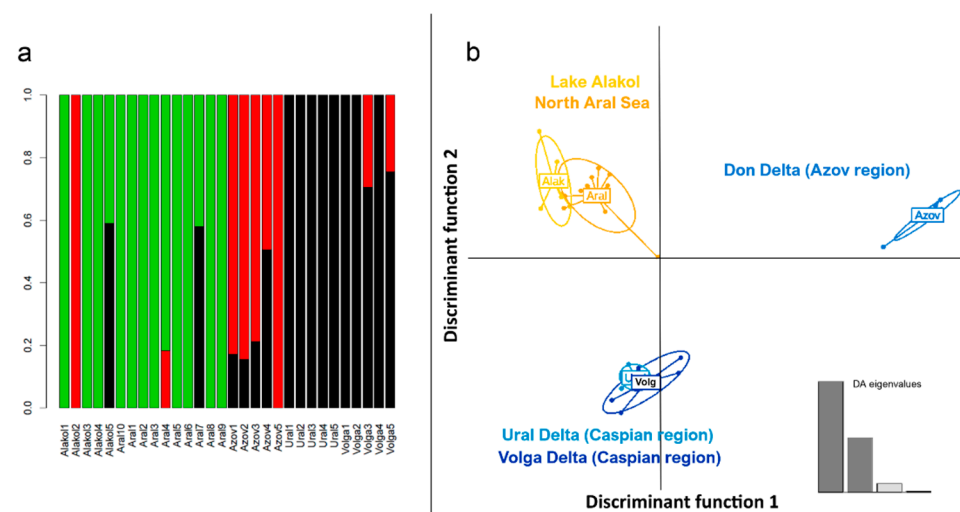 a
1.0
0.8
0.6
0.4
0.2
0.0
Alakol1
Alakol2
Alakol3
Alakol4
Alakol5
Aral10
Aral1
Aral2
Aral3
Aral4
Aral5
Aral6
Aral7
Aral8
Aral9
Azov1
Azov2
Azov3
Azov4
Azov5
Ural1
Ural2
Ural3
Ural4
Ural5
Volga1
Volga2
Volga3
Volga4
Volga5
b
Lake Alakol
North Aral Sea
Alak
Aral
Don Delta (Azov region)
Azov
Discriminant function 2
Volg
DA eigenvalues
Ural Delta (Caspian region)
Volga Delta (Caspian region)
Discriminant function 1